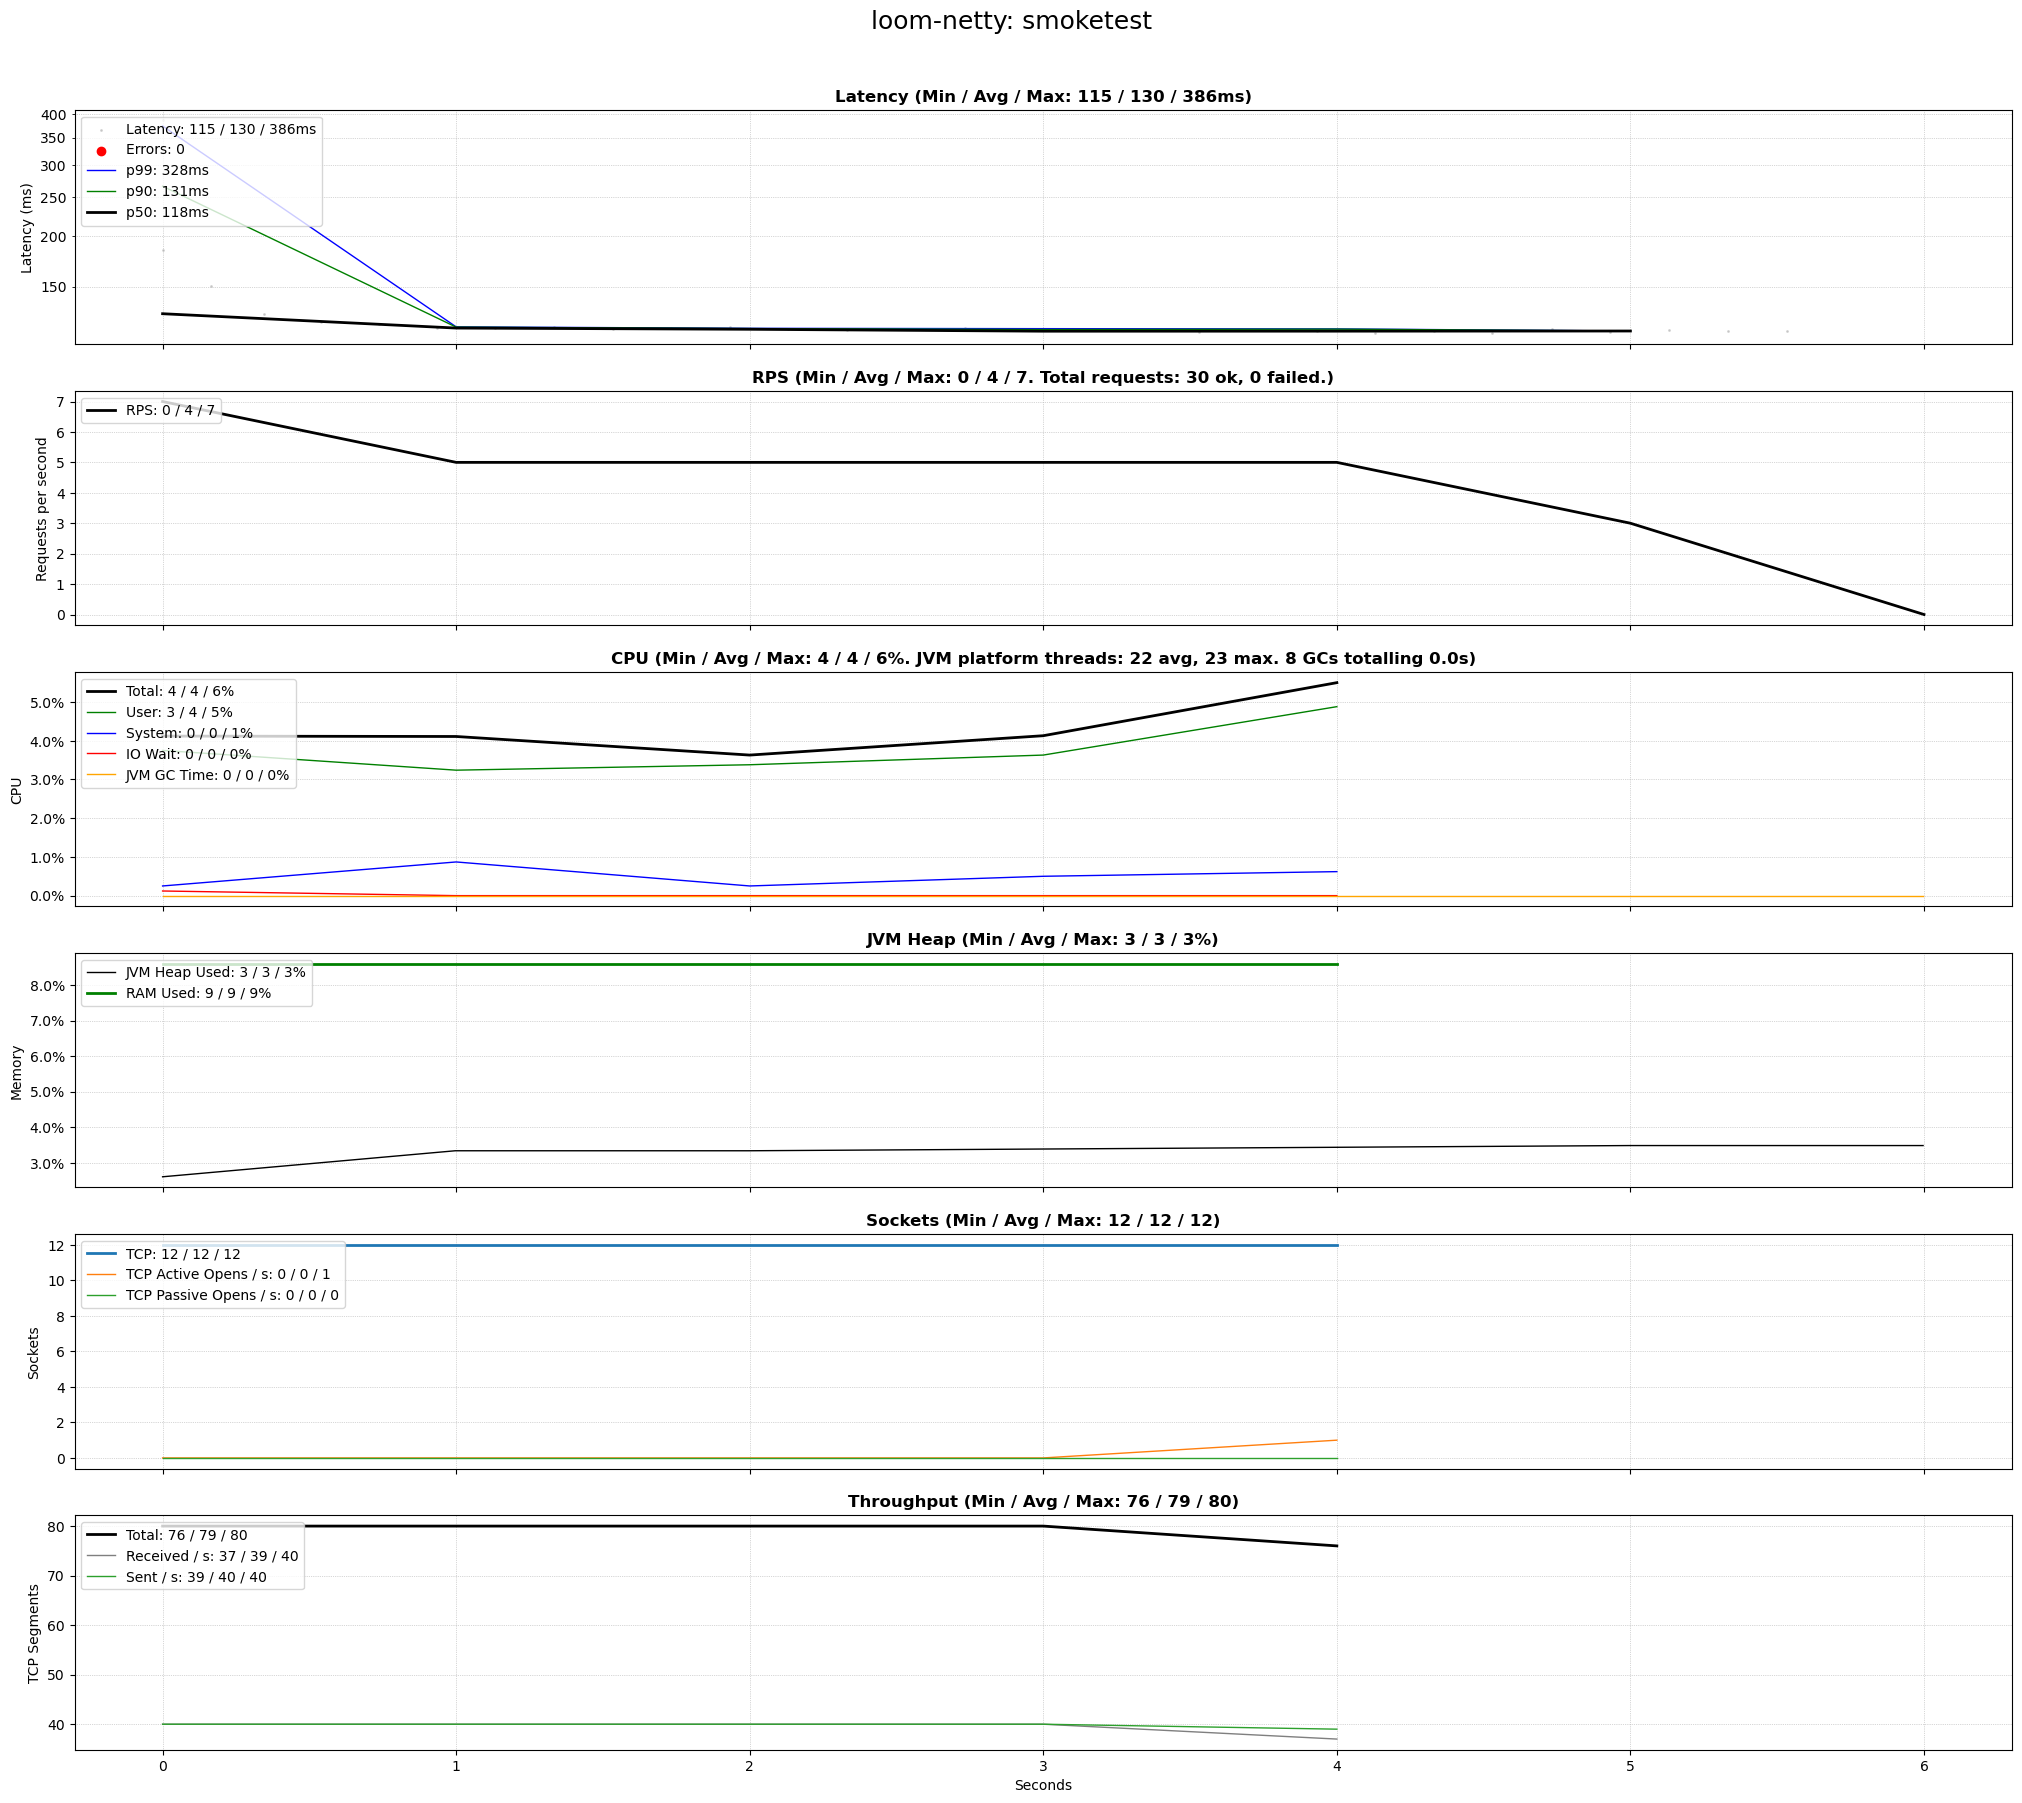 loom-netty: smoketest
Latency (Min / Avg / Max: 115 / 130 / 386ms)
Latency (ms)
400
350
300
250
200
150
Latency: 115 / 130 / 386ms
Errors: 0
p99: 328ms
p90: 131ms
p50: 118ms
RPS (Min / Avg / Max: 0 / 4 / 7. Total requests: 30 ok, 0 failed.)
Requests per second
7
6
5
4
3
2
1
0
RPS: 0 / 4 / 7
CPU (Min / Avg / Max: 4 / 4 / 6%. JVM platform threads: 22 avg, 23 max. 8 GCs totalling 0.0s)
CPU
5.0%
4.0%
3.0%
2.0%
1.0%
0.0%
Total: 4 / 4 / 6%
User: 3 / 4 / 5%
System: 0 / 0 / 1%
IO Wait: 0 / 0 / 0%
JVM GC Time: 0 / 0 / 0%
JVM Heap (Min / Avg / Max: 3 / 3 / 3%)
Memory
8.0%
7.0%
6.0%
5.0%
4.0%
3.0%
JVM Heap Used: 3 / 3 / 3%
RAM Used: 9 / 9 / 9%
Sockets (Min / Avg / Max: 12 / 12 / 12)
Sockets
12
10
8
6
4
2
0
TCP: 12 / 12 / 12
TCP Active Opens / s: 0 / 0 / 1
TCP Passive Opens / s: 0 / 0 / 0
Throughput (Min / Avg / Max: 76 / 79 / 80)
TCP Segments
80
70
60
50
40
Total: 76 / 79 / 80
Received / s: 37 / 39 / 40
Sent / s: 39 / 40 / 40
0 1 2 3 4 5 6
Seconds